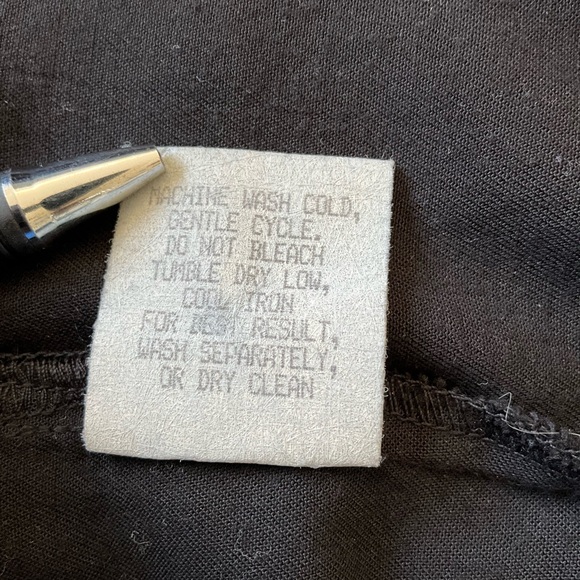 MACHINE WASH COLD,
GENTLE CYCLE.
DO NOT BLEACH
TUMBLE DRY LOW,
COOL IRON
FOR BEST RESULT,
WASH SEPARATELY,
OR DRY CLEAN